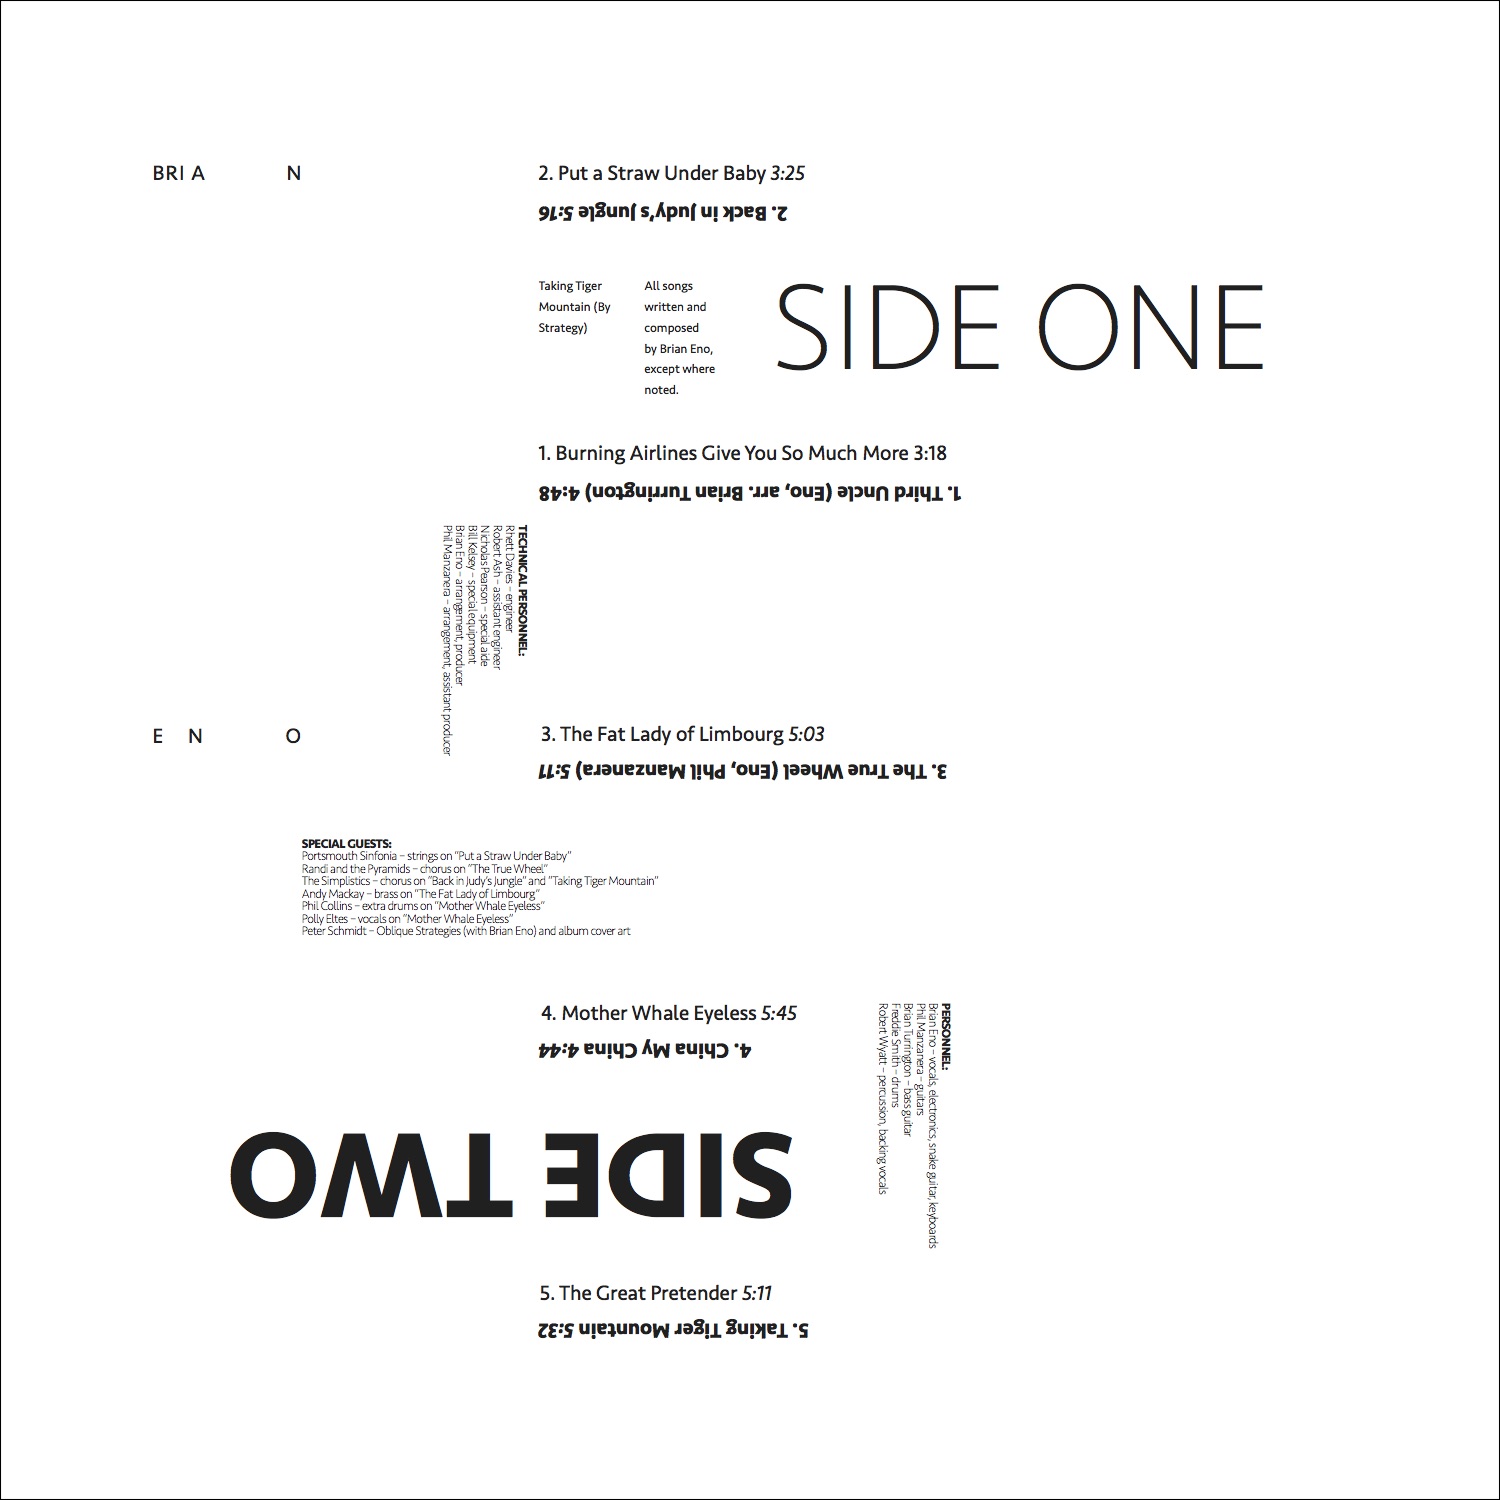 BRI A N
2. Put a Straw Under Baby 3:25
2. Back in Judy's Jungle 5:16
Taking Tiger
Mountain (By
Strategy)
All songs
written and
composed
by Brian Eno,
except where
noted.
SIDE ONE
1. Burning Airlines Give You So Much More 3:18
1. Third Uncle (Eno, arr. Brian Turrington) 4:48
TECHNICAL PERSONNEL:
Rhett Davies – engineer
Robert Ash – assistant engineer
Nicholas Pearson – special aide
Bill Kelsey – special equipment
Brian Eno – arrangement, producer
Phil Manzanera – arrangement, assistant producer
E N O
3. The Fat Lady of Limbourg 5:03
3. The True Wheel (Eno, Phil Manzanera) 5:11
SPECIAL GUESTS:
Portsmouth Sinfonia – strings on "Put a Straw Under Baby"
Randi and the Pyramids – chorus on "The True Wheel"
The Simplistics – chorus on "Back in Judy's Jungle" and "Taking Tiger Mountain"
Andy Mackay – brass on "The Fat Lady of Limbourg"
Phil Collins – extra drums on "Mother Whale Eyeless"
Polly Eltes – vocals on "Mother Whale Eyeless"
Peter Schmidt – Oblique Strategies (with Brian Eno) and album cover art
4. Mother Whale Eyeless 5:45
4. China My China 4:44
PERSONNEL:
Brian Eno – vocals, electronics, snake guitar, keyboards
Phil Manzanera – guitars
Brian Turrington – bass guitar
Freddie Smith – drums
Robert Wyatt – percussion, backing vocals
SIDE TWO
5. The Great Pretender 5:11
5. Taking Tiger Mountain 5:32